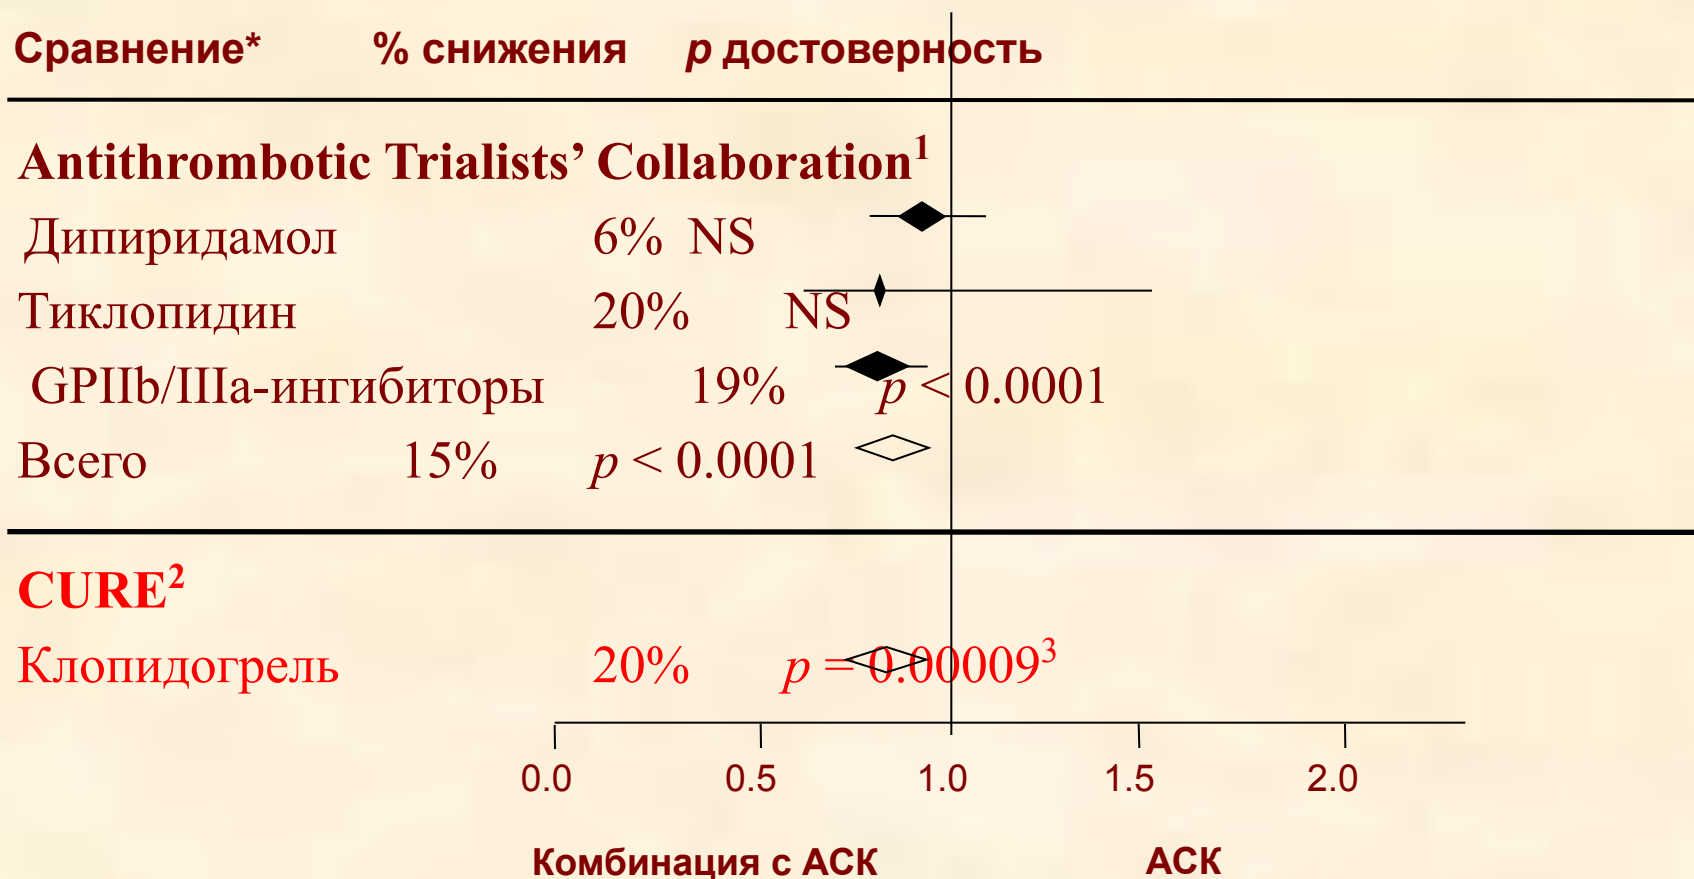 Сравнение* % снижения p достоверность
Antithrombotic Trialists’ Collaboration¹
Дипиридамол 6% NS
Тиклопидин 20% NS
GPIIb/IIIa-ингибиторы 19% p < 0.0001
Всего 15% p < 0.0001
CURE²
Клопидогрель 20% p = 0.00009³
0.0 0.5 1.0 1.5 2.0
Комбинация с АСК АСК